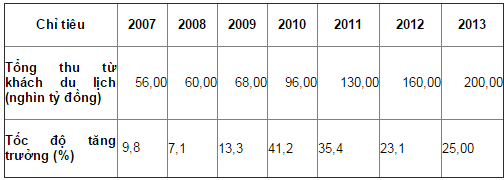 Chỉ tiêu 2007 2008 2009 2010 2011 2012 2013
Tổng thu từ
khách du lịch 56,00 60,00 68,00 96,00 130,00 160,00 200,00
(nghìn tỷ đồng)
Tốc độ tăng 9,8 7,1 13,3 41,2 35,4 23,1 25,00
trưởng (%)